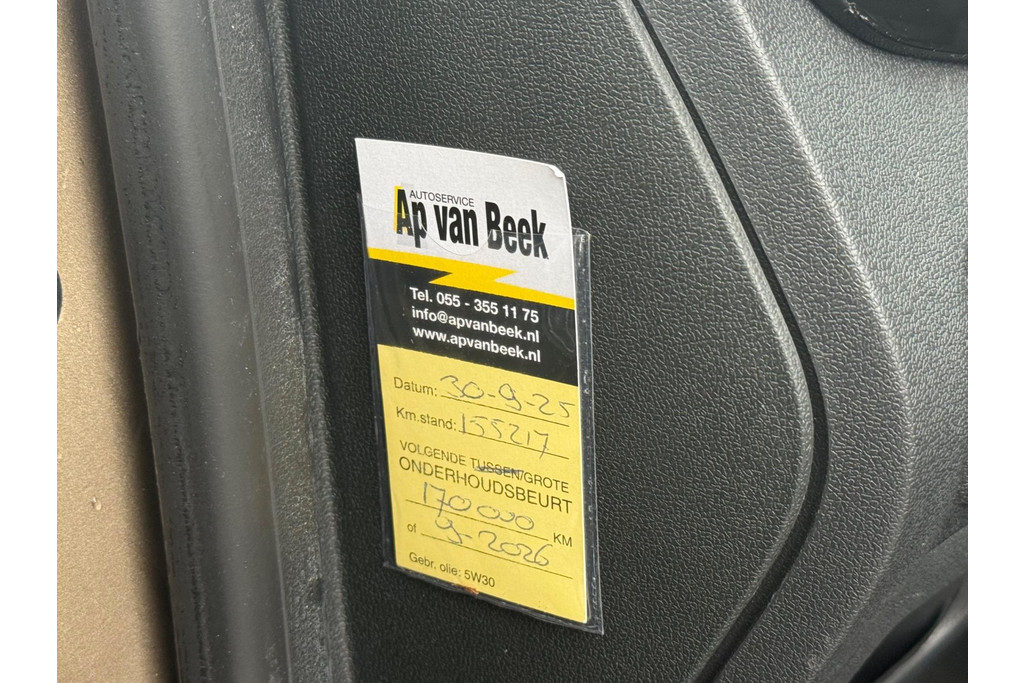 AUTOSERVICE
Ap van Beek
Tel. 055 - 355 11 75
info@apvanbeek.nl
www.apvanbeek.nl
Datum: 30-9-25
Km.stand: 155217
VOLGENDE TUSSEN/GROTE
ONDERHOUDSBEURT
170000 KM
of 9-2026
Gebr. olie: 5W30